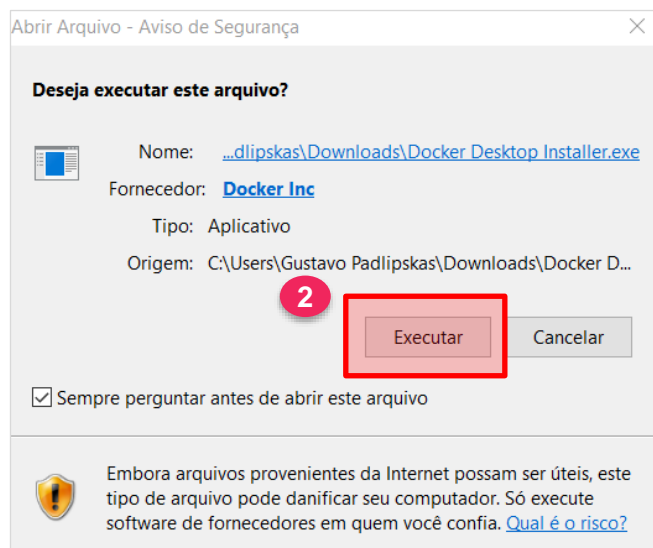 Abrir Arquivo - Aviso de Segurança
Deseja executar este arquivo?
Nome: ...dlipskas\Downloads\Docker Desktop Installer.exe
Fornecedor: Docker Inc
Tipo: Aplicativo
Origem: C:\Users\Gustavo Padlipskas\Downloads\Docker D...
2
Executar Cancelar
Sempre perguntar antes de abrir este arquivo
Embora arquivos provenientes da Internet possam ser úteis, este
tipo de arquivo pode danificar seu computador. Só execute
software de fornecedores em quem você confia. Qual é o risco?